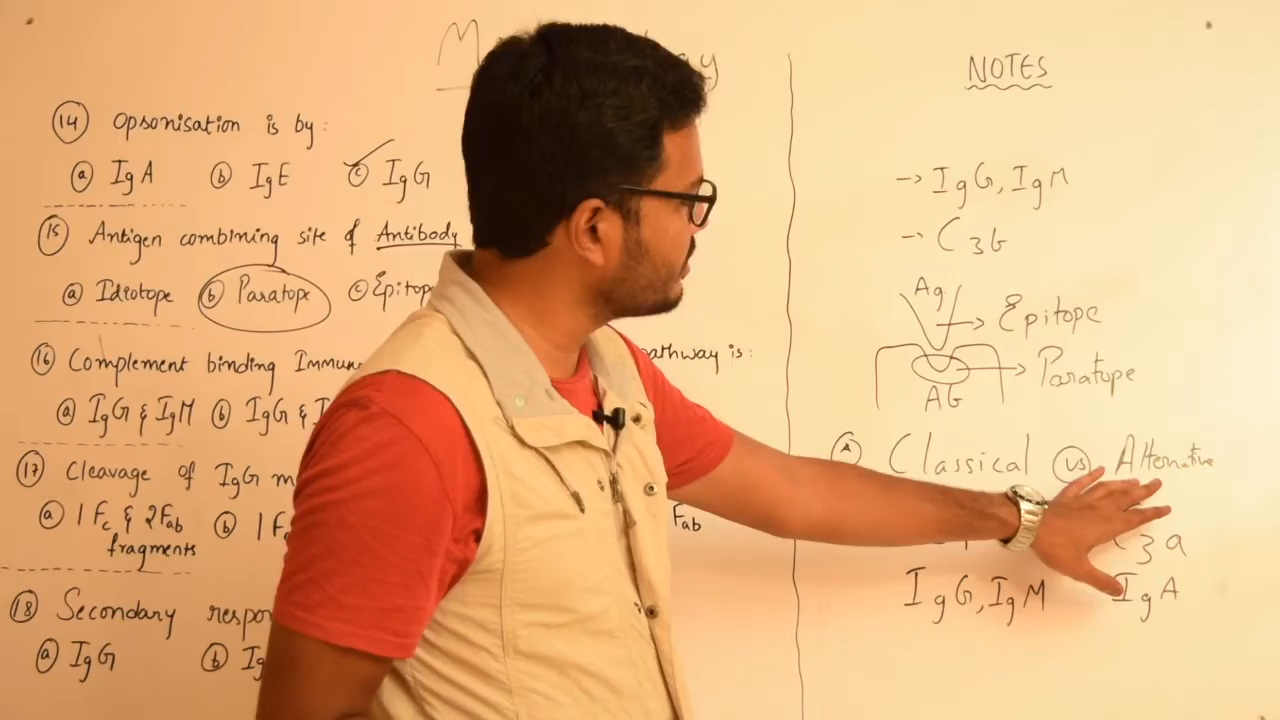 14 Opsonisation is by:
a IgA b IgE c IgG
15 Antigen combining site of Antibody
a Idiotope b Paratope c Epitop
16 Complement binding Immun pathway is:
a IgG & IgM b IgG &
17 Cleavage of IgG m
a 1 Fc & 2 Fab b 1 Fa Fab
fragments
18 Secondary respon
a IgG b Ig
NOTES
→ IgG, IgM
→ C3b
Ag → Epitope
→ Paratope
Ab
A Classical vs Alternative
C3a
IgG, IgM IgA